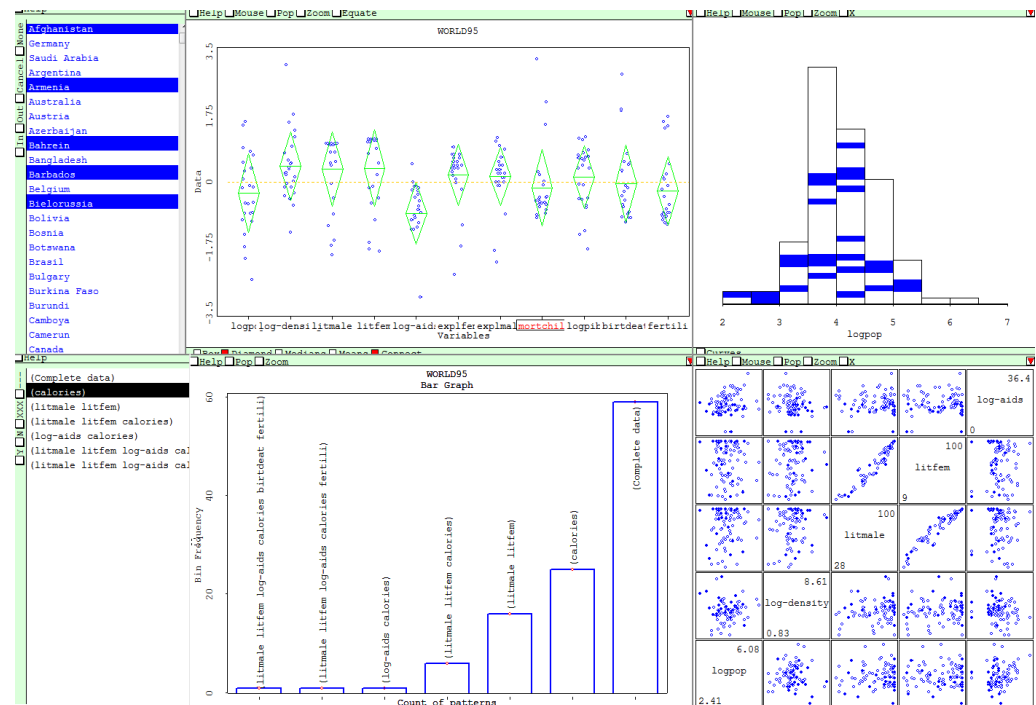 Help
None
Cancel
Out
In
Afghanistan
Germany
Saudi Arabia
Argentina
Armenia
Australia
Austria
Azerbaijan
Bahrein
Bangladesh
Barbados
Belgium
Bielorussia
Bolivia
Bosnia
Botswana
Brasil
Bulgary
Burkina Faso
Burundi
Camboya
Camerun
Canada
Help Mouse Pop Zoom Equate
WORLD95
3.5
1.75
0
-1.75
-3.5
Data
log-densi litmale litfem log-aids explfem explmal mortchil logpib birtdeat fertili
Variables
Box Diamond Medians Means Connect
Help Mouse Pop Zoom X
2 3 4 5 6 7
logpop
Curves
Help
XXX
N
Y
(Complete data)
(calories)
(litmale litfem)
(litmale litfem calories)
(log-aids calories)
(litmale litfem log-aids cal
(litmale litfem log-aids cal
Help Pop Zoom
WORLD95
Bar Graph
60
40
20
0
Bin Frequency
(litmale litfem log-aids calories birtdeat fertili)
(litmale litfem log-aids calories fertili)
(log-aids calories)
(litmale litfem calories)
(litmale litfem)
(calories)
(Complete data)
Count of patterns
Help Mouse Pop Zoom X
36.4
log-aids
0
100
litfem
9
100
litmale
28
8.61
log-density
0.83
6.08
logpop
2.41